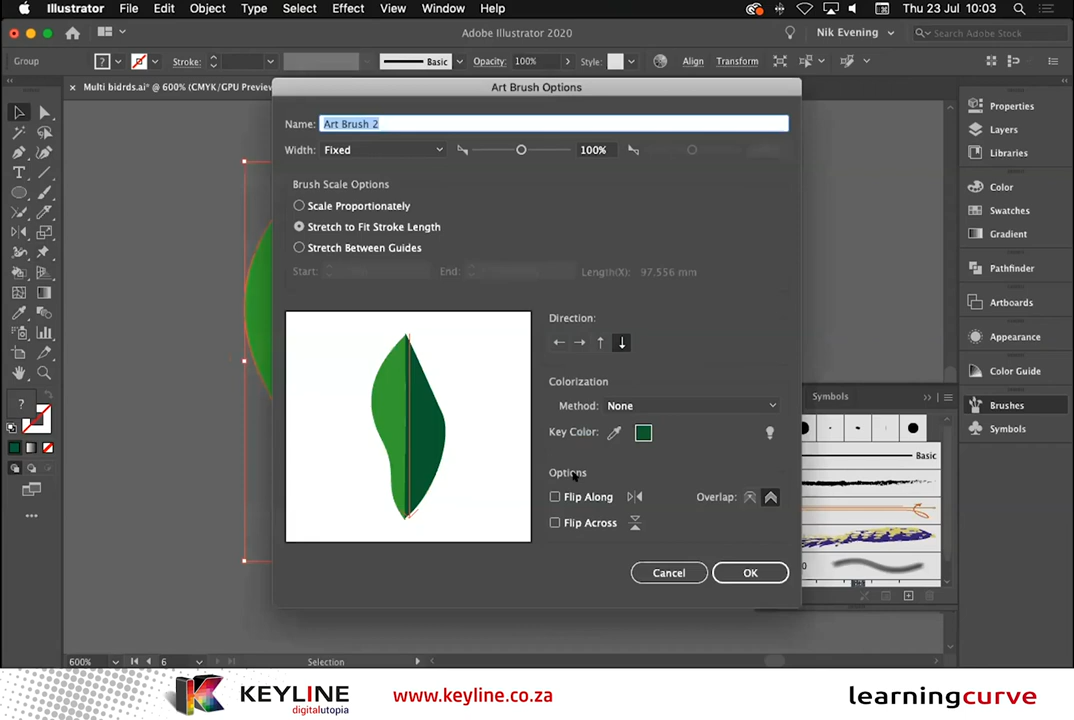 Illustrator File Edit Object Type Select Effect View Window Help Thu 23 Jul 10:03
Adobe Illustrator 2020 Nik Evening Search Adobe Stock
Group ? Stroke: Basic Opacity: 100% Style: Align Transform
× Multi bidrds.ai* @ 600% (CMYK/GPU Preview
Art Brush Options
Name: Art Brush 2
Width: Fixed 100%
Brush Scale Options
Scale Proportionately
Stretch to Fit Stroke Length
Stretch Between Guides
Start: End: Length(X): 97.556 mm
Direction:
Colorization
Method: None
Key Color:
Options
Flip Along Overlap:
Flip Across
Cancel OK
?
Properties
Layers
Libraries
Color
Swatches
Gradient
Pathfinder
Artboards
Appearance
Color Guide
Brushes
Symbols
Symbols
Basic
600% 6 Selection
KEYLINE
digitalutopia
www.keyline.co.za
learningcurve